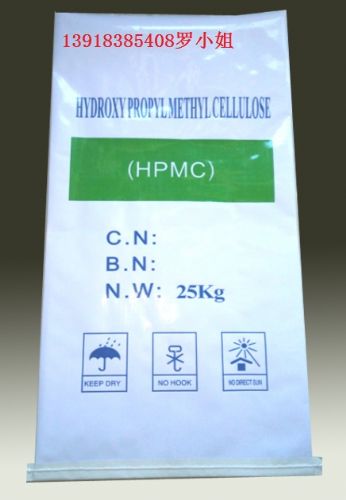 13918385408罗小姐
HYDROXY PROPYL METHYL CELLULOSE
(HPMC)
C.N:
B.N:
N.W: 25Kg
KEEP DRY
NO HOOK
NO DIRECT SUN